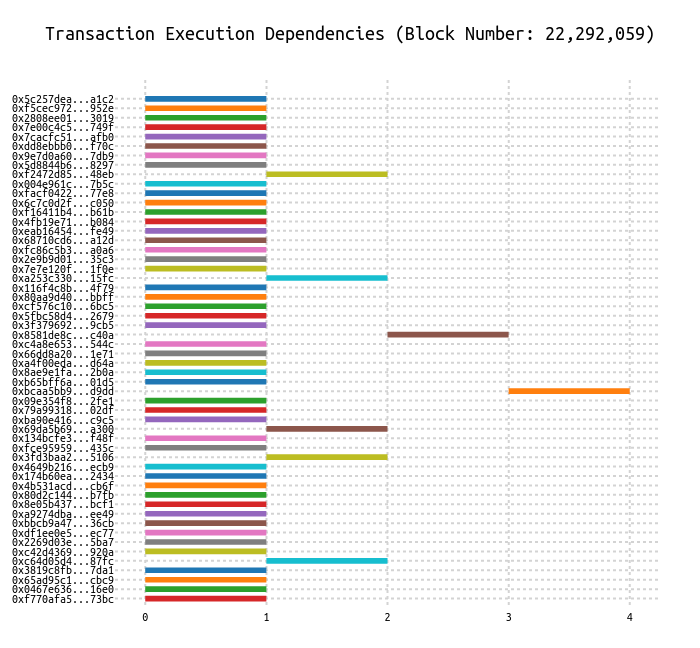 Transaction Execution Dependencies (Block Number: 22,292,059)
0x5c257dea...a1c2
0xf5cec972...952e
0x2808ee01...3019
0x7e00c4c5...749f
0x7cacfc51...afb0
0xdd8ebbb0...f70c
0x9e7d0a60...7db9
0x5d8844b6...8297
0xf2472d85...48eb
0x004e961c...7b5c
0xfacf0422...77e8
0x6c7c0d2f...c050
0xf16411b4...b61b
0x4fb19e71...b084
0xeab16454...fe49
0x68710cd6...a12d
0xfc86c5b3...a0a6
0x2e9b9d01...35c3
0x7e7e120f...1f0e
0xa253c330...15fc
0x116f4c8b...4f79
0x80aa9d40...bbff
0xcf576c10...6bc5
0x5fbc58d4...2679
0x3f379692...9cb5
0x8581de8c...c40a
0xc4a8e653...544c
0x66dd8a20...1e71
0xa4f00eda...d64a
0x8ae9e1fa...2b0a
0xb65bff6a...01d5
0xbcaa5bb9...d9dd
0x09e354f8...2fe1
0x79a99318...02df
0xba90e416...c9c5
0x69da5b69...a300
0x134bcfe3...f48f
0xfce95959...435c
0x3fd3baa2...5106
0x4649b216...ecb9
0x174b60ea...2434
0x4b531acd...cb6f
0x80d2c144...b7fb
0x8e05b437...bcf1
0xa9274dba...ee49
0xbbcb9a47...36cb
0xdf1ee0e5...ec77
0x2269d03e...5ba7
0xc42d4369...920a
0xc64d05d4...87fc
0x3819c8fb...7da1
0x65ad95c1...cbc9
0x0467e636...16e0
0xf770afa5...73bc
0 1 2 3 4